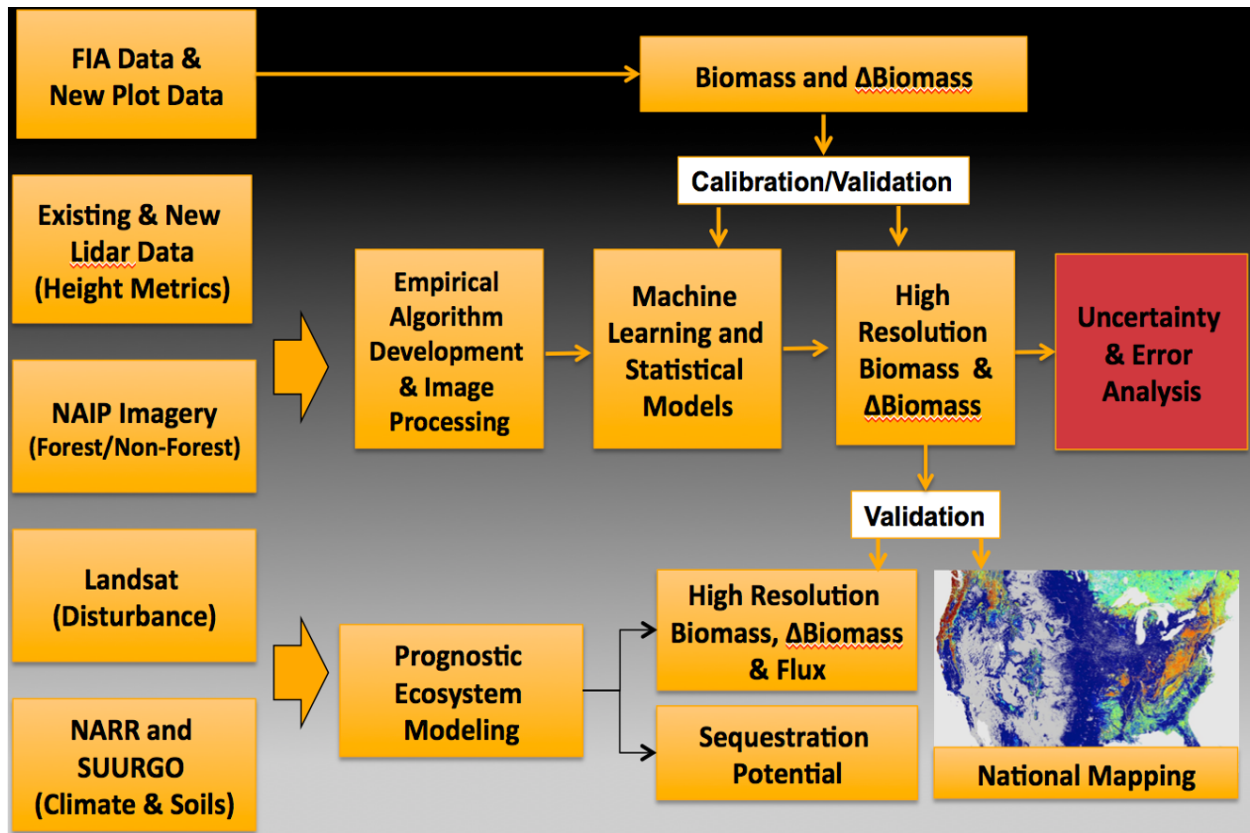 FIA Data &
New Plot Data
Biomass and ΔBiomass
Calibration/Validation
Existing & New
Lidar Data
(Height Metrics)
Empirical
Algorithm
Development
& Image
Processing
Machine
Learning and
Statistical
Models
High
Resolution
Biomass &
ΔBiomass
Uncertainty
& Error
Analysis
NAIP Imagery
(Forest/Non-Forest)
Validation
Landsat
(Disturbance)
Prognostic
Ecosystem
Modeling
High Resolution
Biomass, ΔBiomass
& Flux
NARR and
SUURGO
(Climate & Soils)
Sequestration
Potential
National Mapping